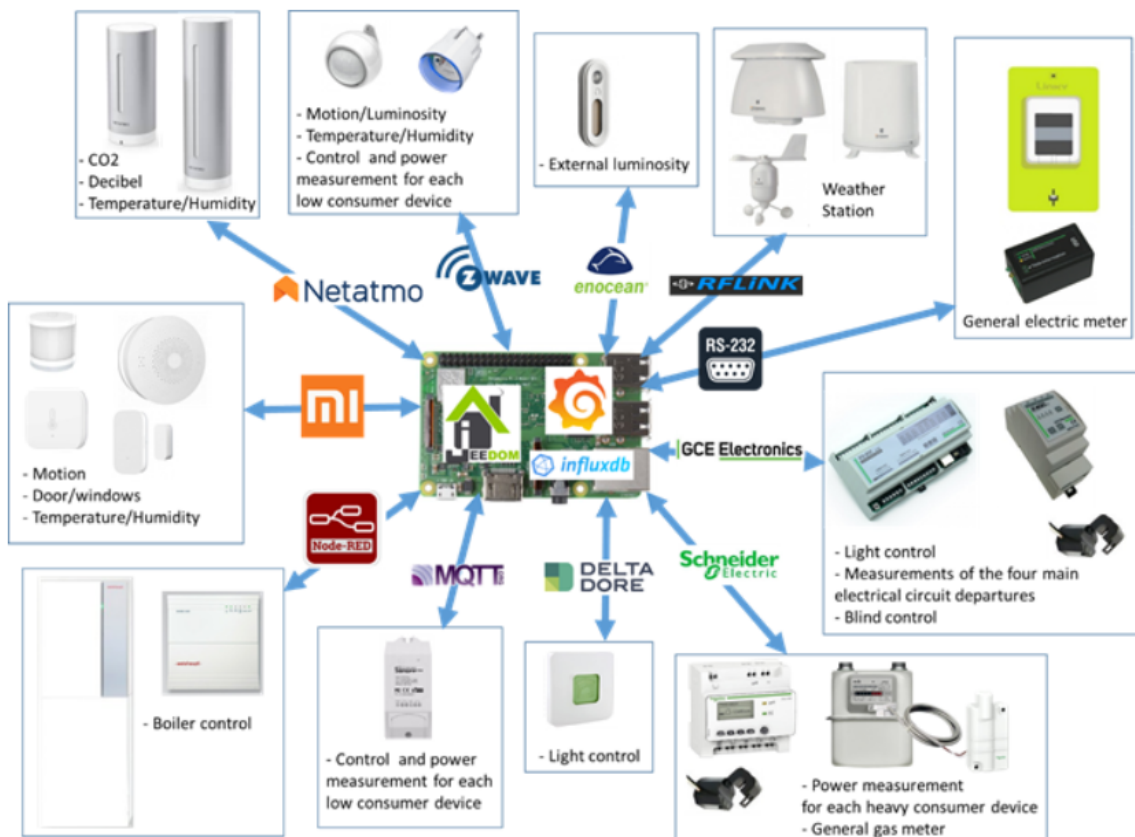 - CO2
- Decibel
- Temperature/Humidity
- Motion/Luminosity
- Temperature/Humidity
- Control and power
measurement for each
low consumer device
- External luminosity
Weather
Station
Linky
General electric meter
Netatmo
Z WAVE
enocean®
RFLINK
RS-232
- Motion
- Door/windows
- Temperature/Humidity
mi
JEEDOM
influxdb
GCE Electronics
- Light control
- Measurements of the four main
electrical circuit departures
- Blind control
Node-RED
MQTT
DELTA
DORE
Schneider
Electric
- Boiler control
- Control and power
measurement for each
low consumer device
- Light control
- Power measurement
for each heavy consumer device
- General gas meter